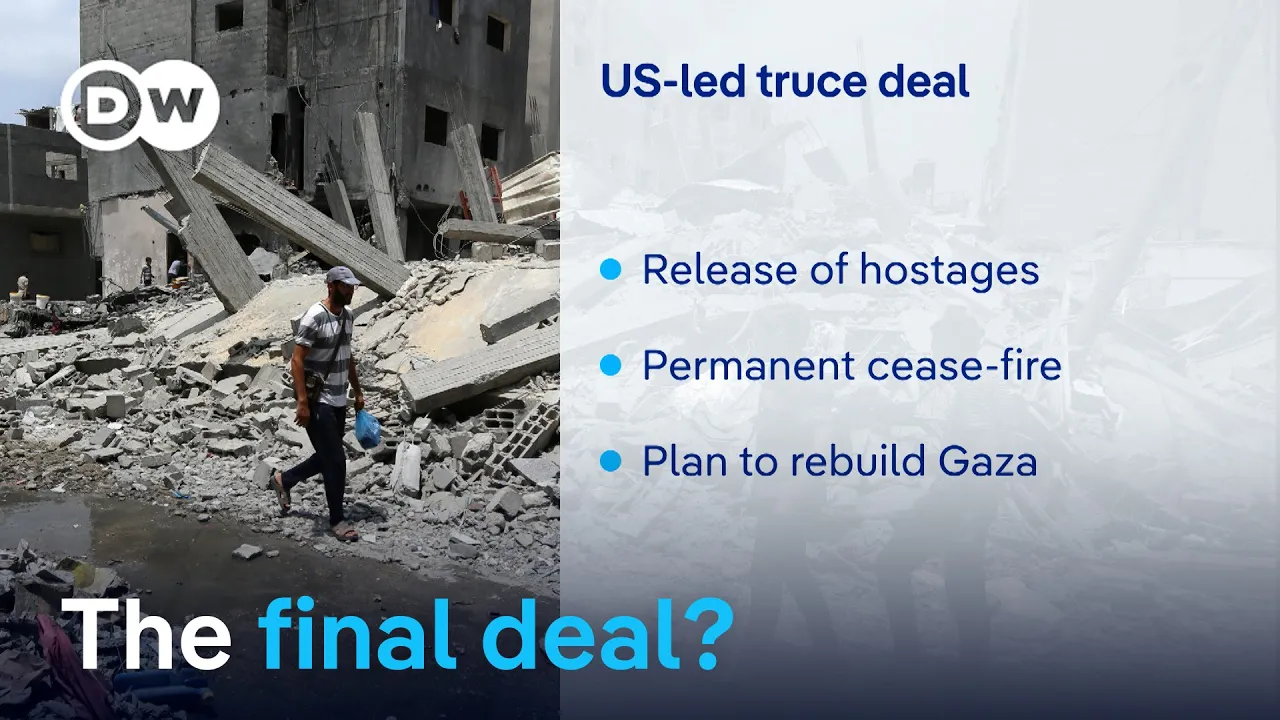 DW
US-led truce deal
Release of hostages
Permanent cease-fire
Plan to rebuild Gaza
The final deal?